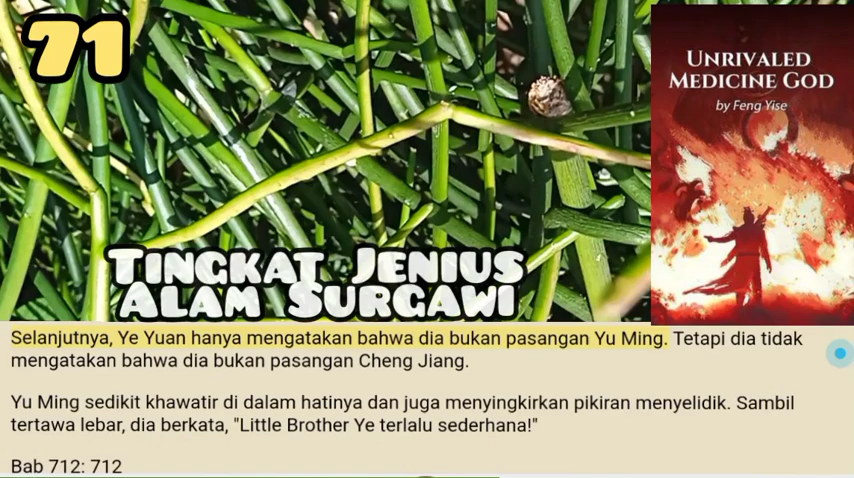 71
UNRIVALED
MEDICINE GOD
by Feng Yise
TINGKAT JENIUS
ALAM SURGAWI
Selanjutnya, Ye Yuan hanya mengatakan bahwa dia bukan pasangan Yu Ming. Tetapi dia tidak
mengatakan bahwa dia bukan pasangan Cheng Jiang.
Yu Ming sedikit khawatir di dalam hatinya dan juga menyingkirkan pikiran menyelidik. Sambil
tertawa lebar, dia berkata, "Little Brother Ye terlalu sederhana!"
Bab 712: 712